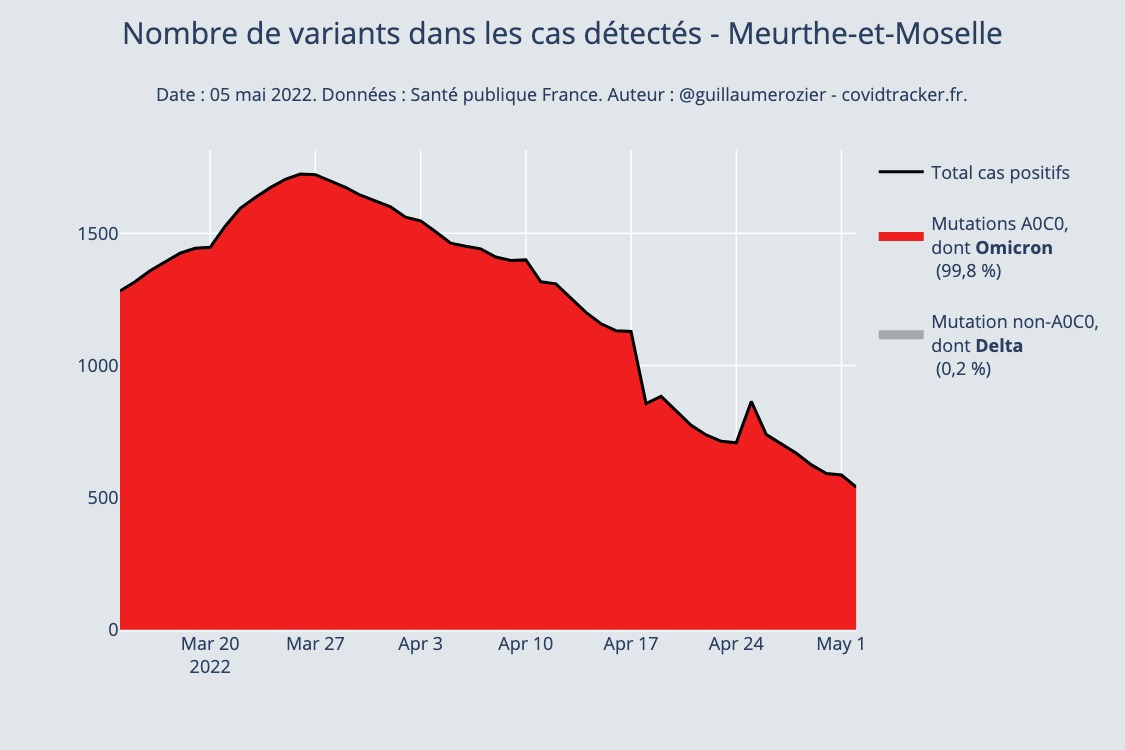 Nombre de variants dans les cas détectés - Meurthe-et-Moselle
Date : 05 mai 2022. Données : Santé publique France. Auteur : @guillaumerozier - covidtracker.fr.
Total cas positifs
Mutations A0C0,
dont Omicron
(99,8 %)
Mutation non-A0C0,
dont Delta
(0,2 %)
1500
1000
500
0
Mar 20
2022
Mar 27
Apr 3
Apr 10
Apr 17
Apr 24
May 1